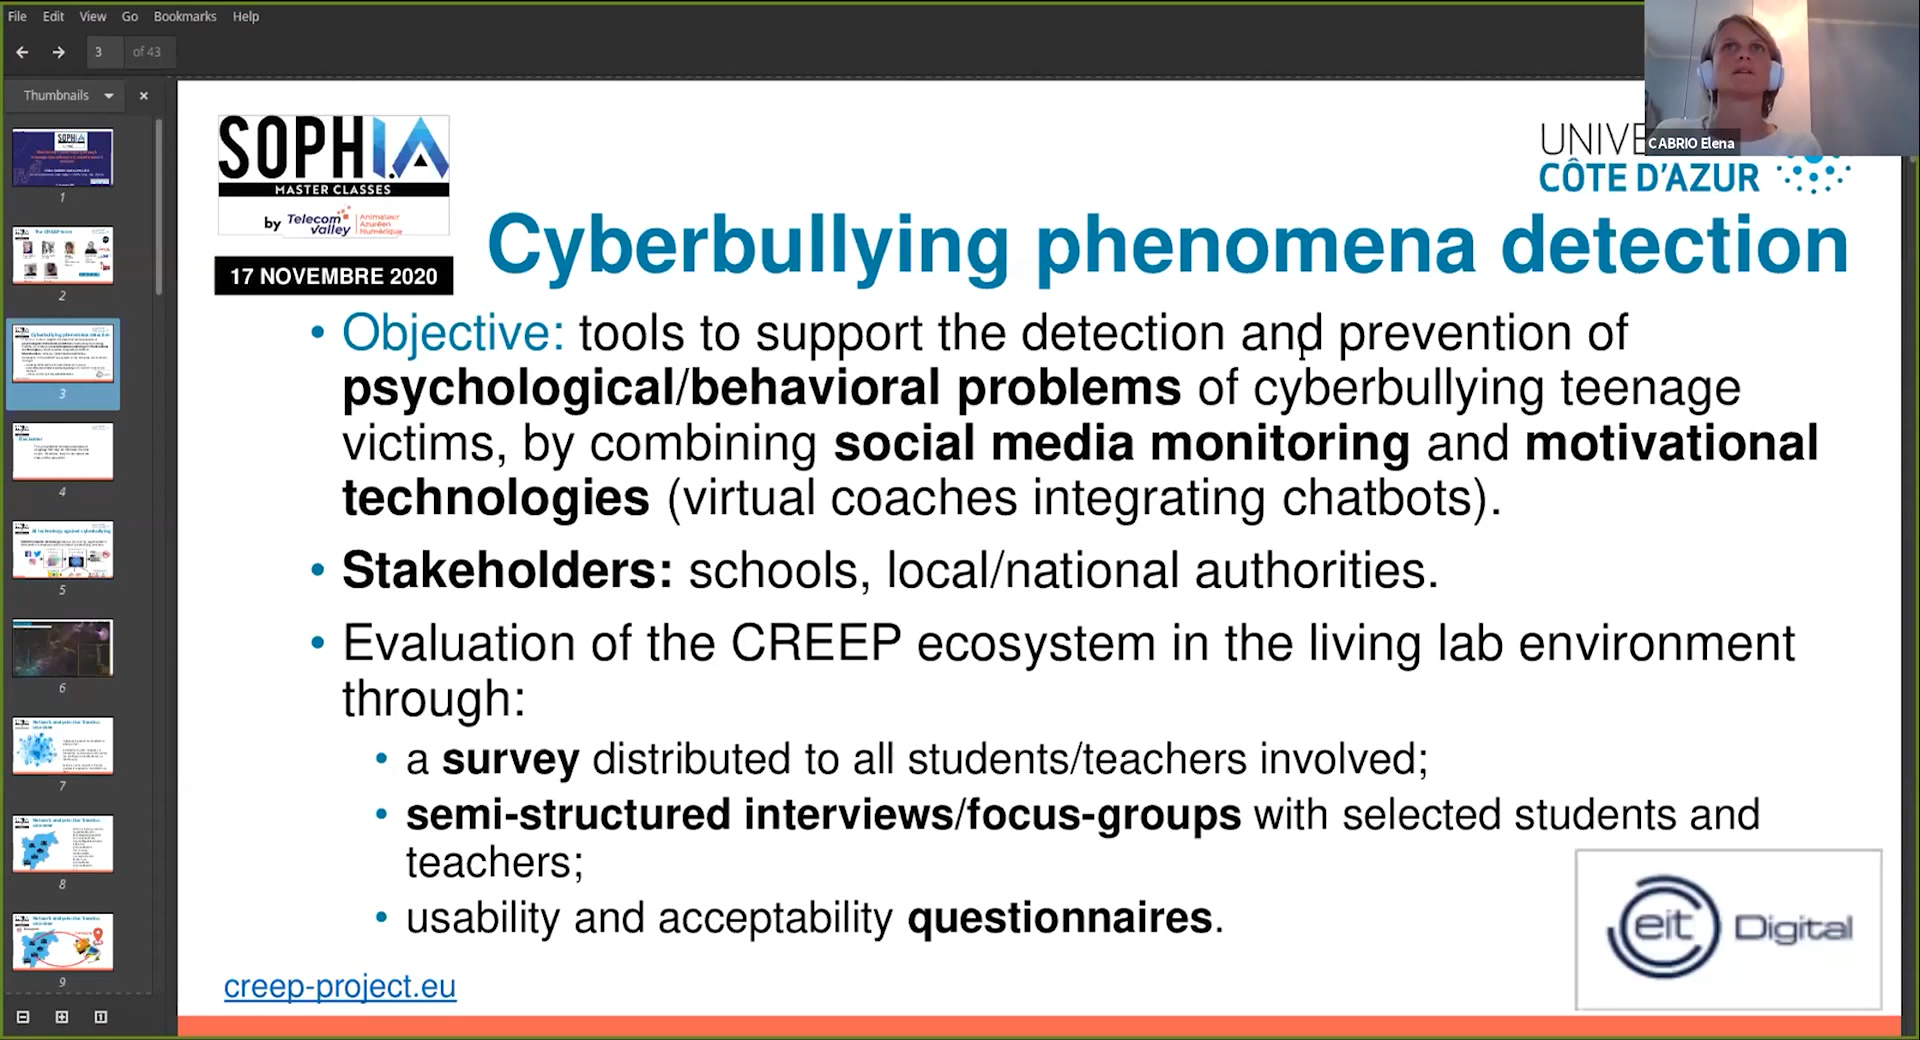 File Edit View Go Bookmarks Help
3 of 43
Thumbnails
CABRIO Elena
SOPHI.A
MASTER CLASSES
by Telecom Valley
Animateur
Azuréen
Numérique
UNIVE
CÔTE D'AZUR
17 NOVEMBRE 2020
Cyberbullying phenomena detection
• Objective: tools to support the detection and prevention of
psychological/behavioral problems of cyberbullying teenage
victims, by combining social media monitoring and motivational
technologies (virtual coaches integrating chatbots).
• Stakeholders: schools, local/national authorities.
• Evaluation of the CREEP ecosystem in the living lab environment
through:
• a survey distributed to all students/teachers involved;
• semi-structured interviews/focus-groups with selected students and
teachers;
• usability and acceptability questionnaires.
eit Digital
creep-project.eu
1
2
3
4
5
6
7
8
9